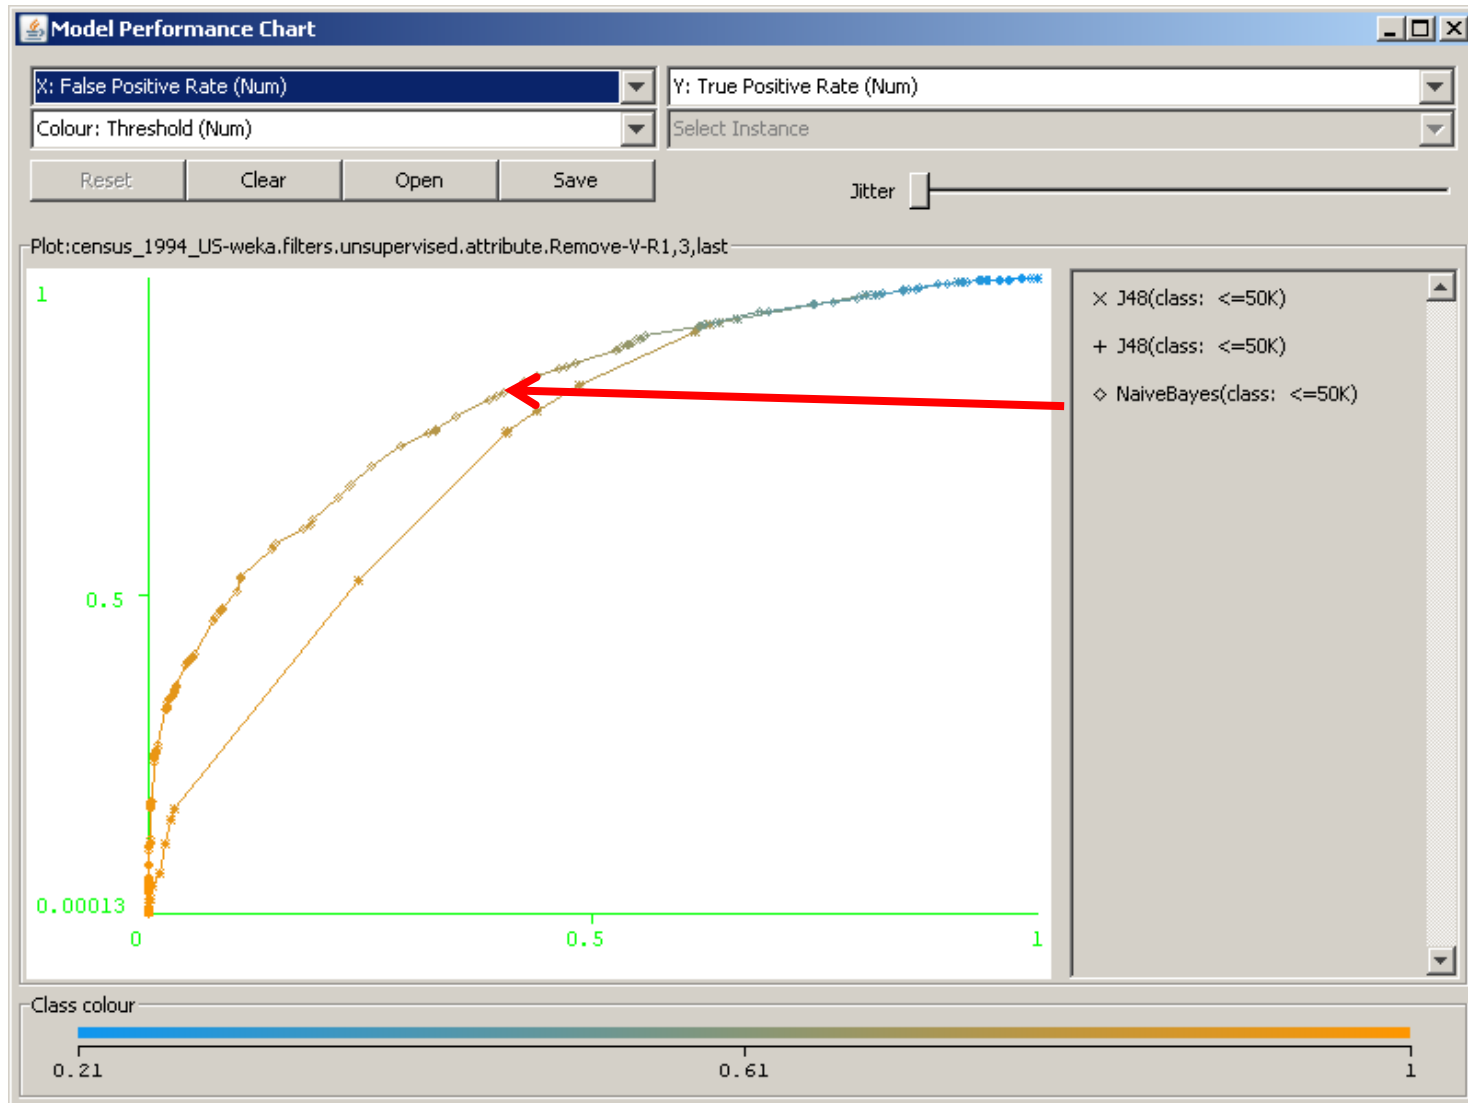 Model Performance Chart
X: False Positive Rate (Num)
Y: True Positive Rate (Num)
Colour: Threshold (Num)
Select Instance
Reset
Clear
Open
Save
Jitter
Plot:census_1994_US-weka.filters.unsupervised.attribute.Remove-V-R1,3,last
1
0.5
0.00013
0
0.5
1
× J48(class: <=50K)
+ J48(class: <=50K)
◇ NaiveBayes(class: <=50K)
Class colour
0.21
0.61
1